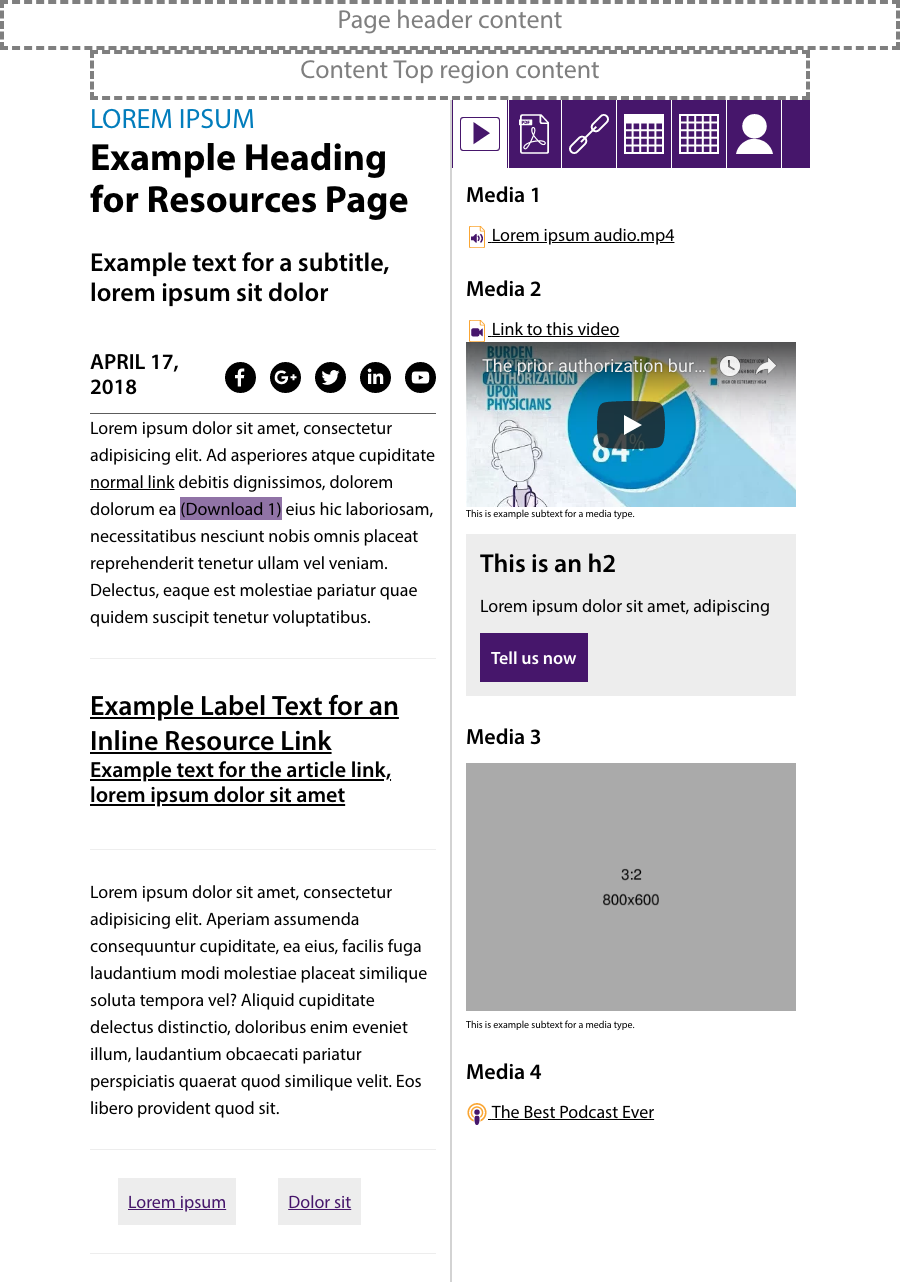 Page header content
Content Top region content
LOREM IPSUM
Example Heading
for Resources Page
Example text for a subtitle,
lorem ipsum sit dolor
APRIL 17,
2018
Lorem ipsum dolor sit amet, consectetur
adipisicing elit. Ad asperiores atque cupiditate
normal link debitis dignissimos, dolorem
dolorum ea (Download 1) eius hic laboriosam,
necessitatibus nesciunt nobis omnis placeat
reprehenderit tenetur ullam vel veniam.
Delectus, eaque est molestiae pariatur quae
quidem suscipit tenetur voluptatibus.
Example Label Text for an
Inline Resource Link
Example text for the article link,
lorem ipsum dolor sit amet
Lorem ipsum dolor sit amet, consectetur
adipisicing elit. Aperiam assumenda
consequuntur cupiditate, ea eius, facilis fuga
laudantium modi molestiae placeat similique
soluta tempora vel? Aliquid cupiditate
delectus distinctio, doloribus enim eveniet
illum, laudantium obcaecati pariatur
perspiciatis quaerat quod similique velit. Eos
libero provident quod sit.
Lorem ipsum
Dolor sit
PDF
Media 1
Lorem ipsum audio.mp4
Media 2
Link to this video
The prior authorization bur...
BURDEN
AUTHORIZATION
UPON
PHYSICIANS
84%
This is example subtext for a media type.
This is an h2
Lorem ipsum dolor sit amet, adipiscing
Tell us now
Media 3
3:2
800x600
This is example subtext for a media type.
Media 4
The Best Podcast Ever